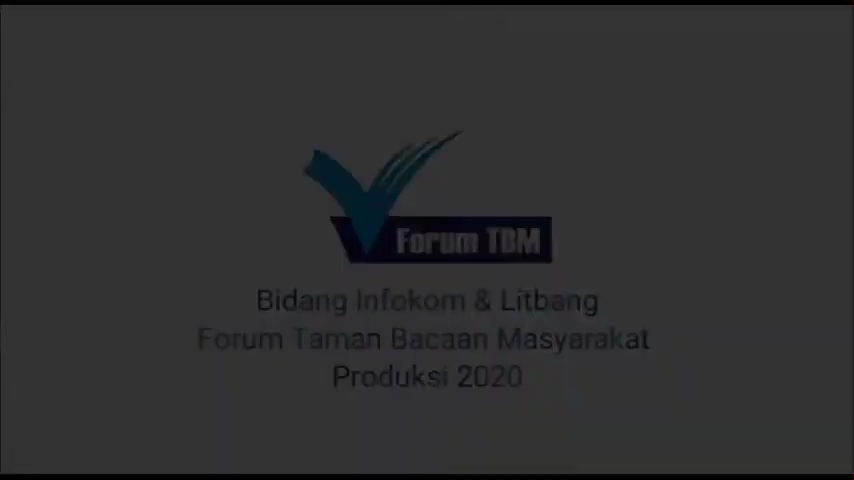 Forum TBM
Bidang Infokom & Litbang
Forum Taman Bacaan Masyarakat
Produksi 2020